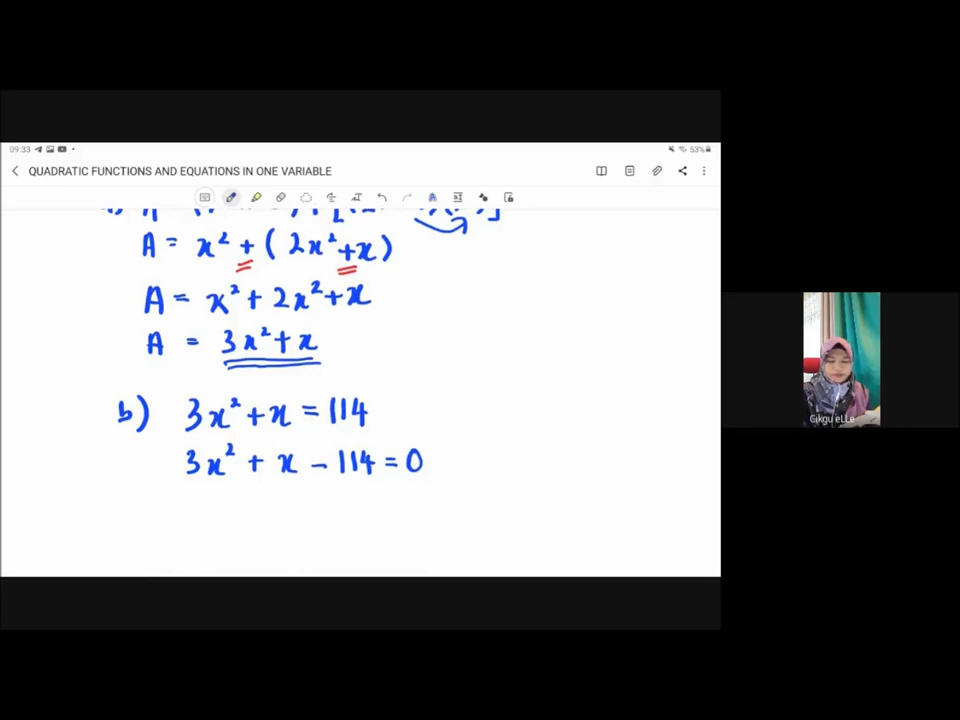 09:33
53%
QUADRATIC FUNCTIONS AND EQUATIONS IN ONE VARIABLE
A = x² + (2x² + x)
A = x² + 2x² + x
A = 3x² + x
b) 3x² + x = 114
3x² + x - 114 = 0
Cikgu eLLe